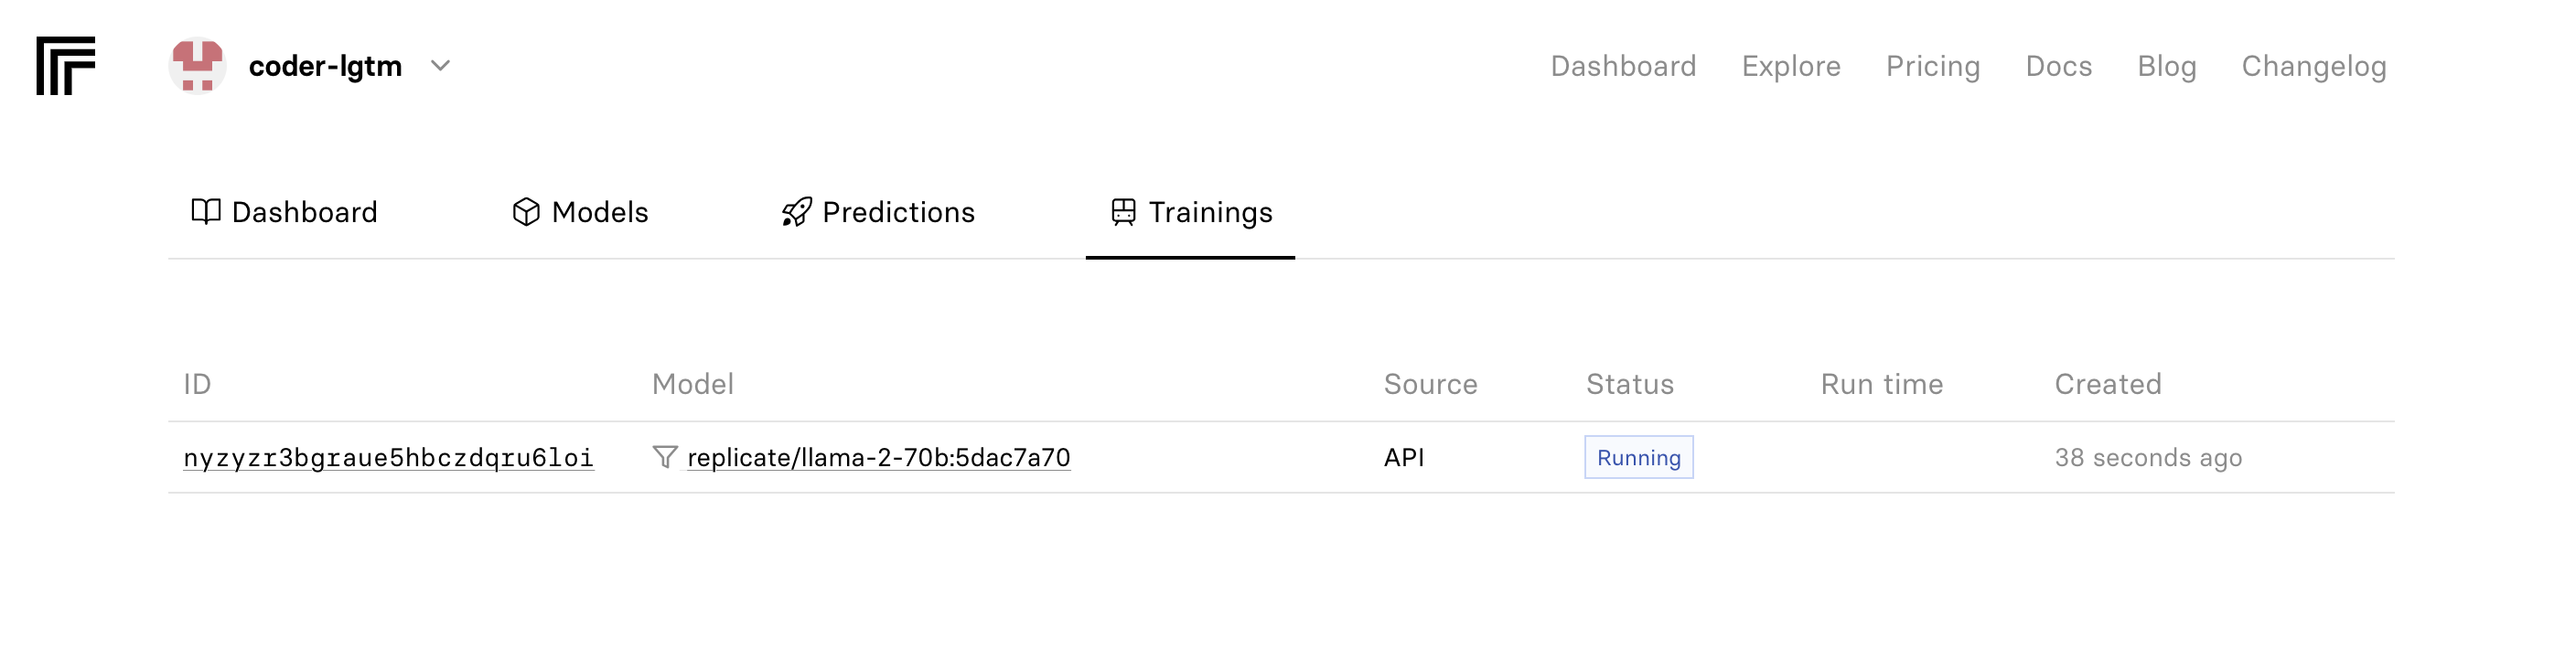 coder-lgtm Dashboard Explore Pricing Docs Blog Changelog
Dashboard Models Predictions Trainings
ID Model Source Status Run time Created
nyzyzr3bgraue5hbczdqru6loi replicate/llama-2-70b:5dac7a70 API Running 38 seconds ago